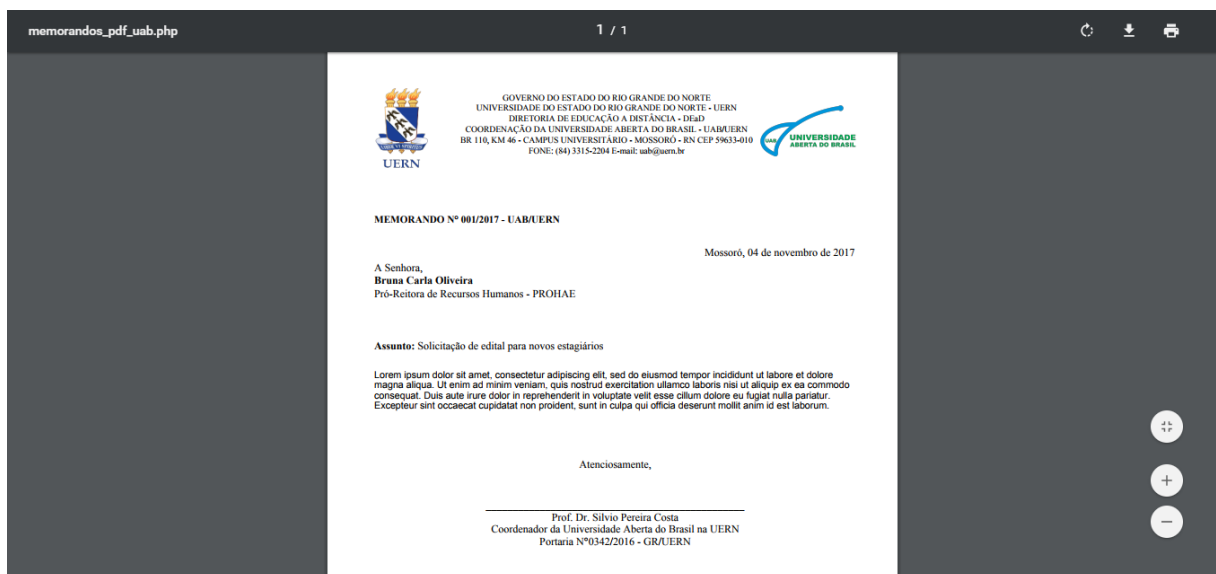 memorandos_pdf_uab.php
1 / 1
GOVERNO DO ESTADO DO RIO GRANDE DO NORTE
UNIVERSIDADE DO ESTADO DO RIO GRANDE DO NORTE - UERN
DIRETORIA DE EDUCAÇÃO A DISTÂNCIA - DEaD
COORDENAÇÃO DA UNIVERSIDADE ABERTA DO BRASIL - UAB/UERN
BR 110, KM 46 - CAMPUS UNIVERSITÁRIO - MOSSORÓ - RN CEP 59633-010
FONE: (84) 3315-2204 E-mail: uab@uern.br
UERN
UAB
UNIVERSIDADE
ABERTA DO BRASIL
MEMORANDO Nº 001/2017 - UAB/UERN
Mossoró, 04 de novembro de 2017
A Senhora,
Bruna Carla Oliveira
Pró-Reitora de Recursos Humanos - PROHAE
Assunto: Solicitação de edital para novos estagiários
Lorem ipsum dolor sit amet, consectetur adipiscing elit, sed do eiusmod tempor incididunt ut labore et dolore
magna aliqua. Ut enim ad minim veniam, quis nostrud exercitation ullamco laboris nisi ut aliquip ex ea commodo
consequat. Duis aute irure dolor in reprehenderit in voluptate velit esse cillum dolore eu fugiat nulla pariatur.
Excepteur sint occaecat cupidatat non proident, sunt in culpa qui officia deserunt mollit anim id est laborum.
Atenciosamente,
Prof. Dr. Silvio Pereira Costa
Coordenador da Universidade Aberta do Brasil na UERN
Portaria Nº0342/2016 - GR/UERN